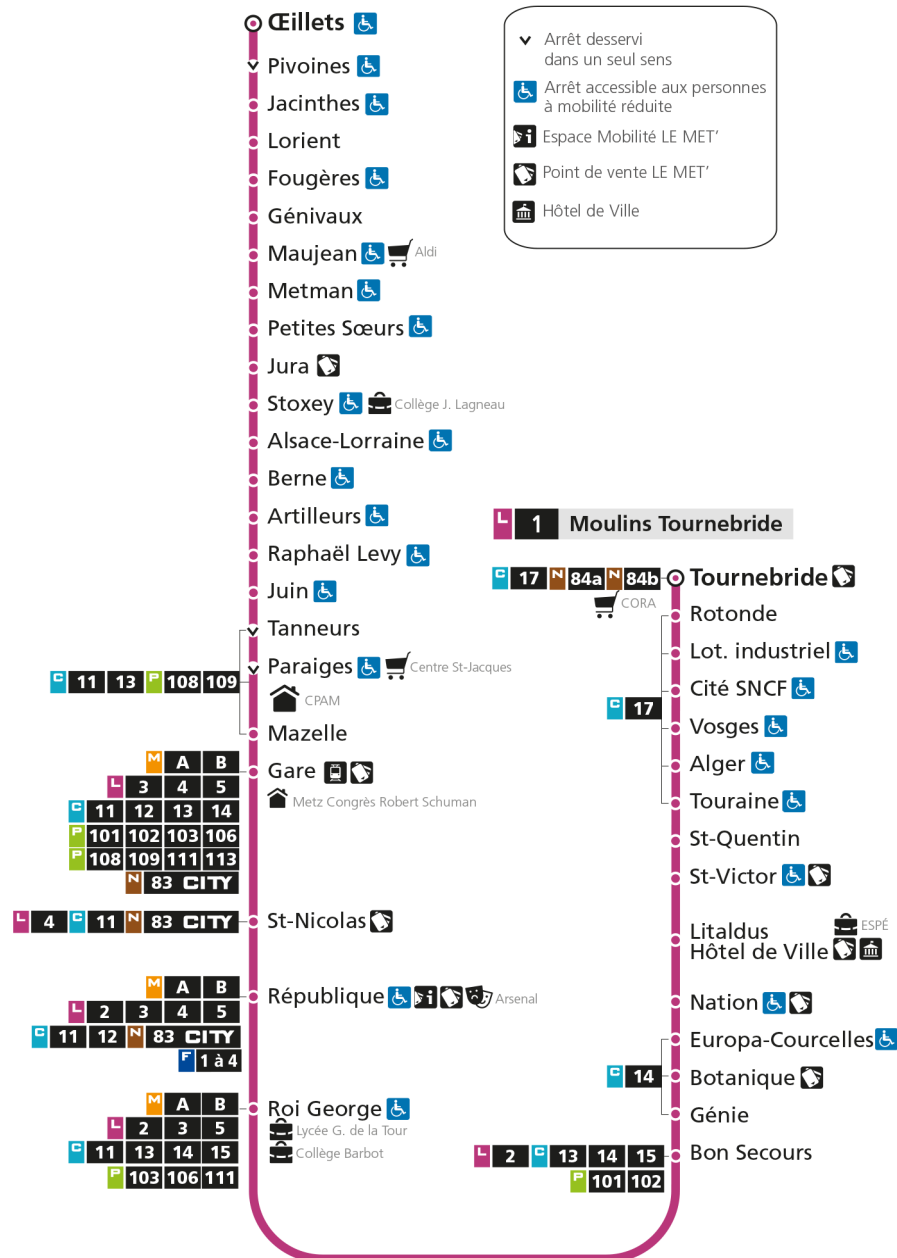 Œillets
Pivoines
Jacinthes
Lorient
Fougères
Génivaux
Maujean Aldi
Metman
Petites Sœurs
Jura
Stoxey Collège J. Lagneau
Alsace-Lorraine
Berne
Artilleurs
Raphaël Levy
Juin
Tanneurs
Paraiges Centre St-Jacques
C 11 13 P 108 109
CPAM
Mazelle
M A B
Gare
L 3 4 5
Metz Congrès Robert Schuman
C 11 12 13 14
P 101 102 103 106
P 108 109 111 113
N 83 CITY
L 4 C 11 N 83 CITY St-Nicolas
M A B
République Arsenal
L 2 3 4 5
C 11 12 N 83 CITY
F 1 à 4
M A B
Roi George
L 2 3 5
Lycée G. de la Tour
C 11 13 14 15
Collège Barbot
P 103 106 111
Arrêt desservi
dans un seul sens
Arrêt accessible aux personnes
à mobilité réduite
i Espace Mobilité LE MET'
Point de vente LE MET'
Hôtel de Ville
L 1 Moulins Tournebride
C 17 N 84a N 84b Tournebride
CORA
Rotonde
Lot. industriel
Cité SNCF
C 17
Vosges
Alger
Touraine
St-Quentin
St-Victor
Litaldus ESPÉ
Hôtel de Ville
Nation
Europa-Courcelles
C 14 Botanique
Génie
L 2 C 13 14 15 Bon Secours
P 101 102